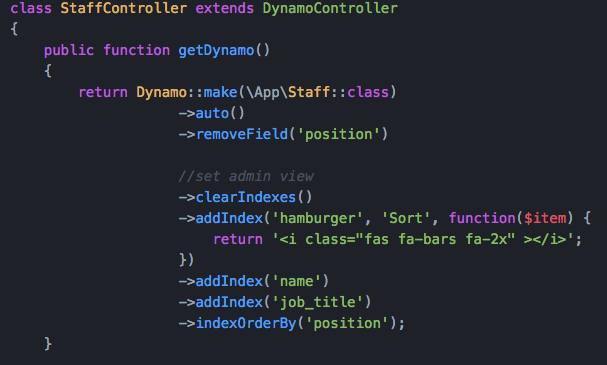 class StaffController extends DynamoController
{
    public function getDynamo()
    {
        return Dynamo::make(\App\Staff::class)
                    ->auto()
                    ->removeField('position')

                    //set admin view
                    ->clearIndexes()
                    ->addIndex('hamburger', 'Sort', function($item) {
                        return '<i class="fas fa-bars fa-2x" ></i>';
                    })
                    ->addIndex('name')
                    ->addIndex('job_title')
                    ->indexOrderBy('position');
    }